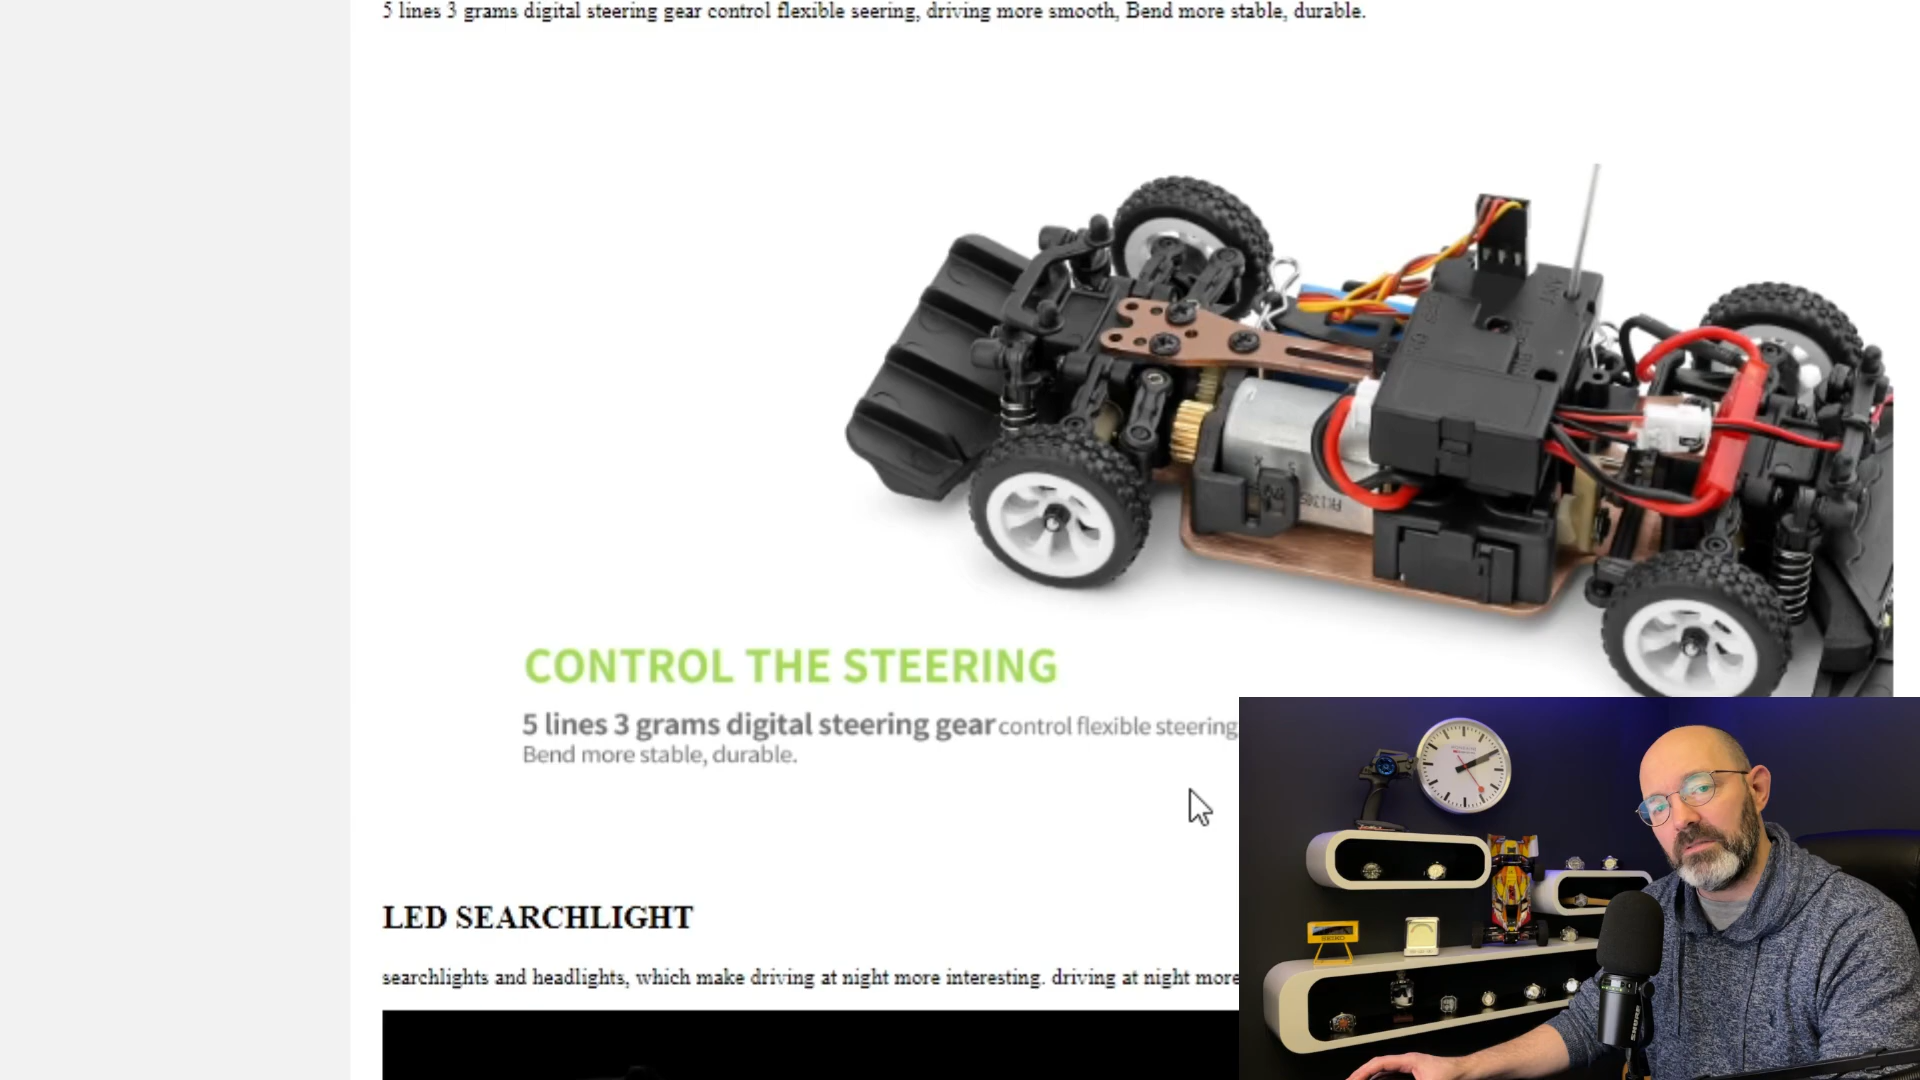 5 lines 3 grams digital steering gear control flexible seering, driving more smooth, Bend more stable, durable.
CONTROL THE STEERING
5 lines 3 grams digital steering gear control flexible steering
Bend more stable, durable.
LED SEARCHLIGHT
searchlights and headlights, which make driving at night more interesting. driving at night more
SHURE